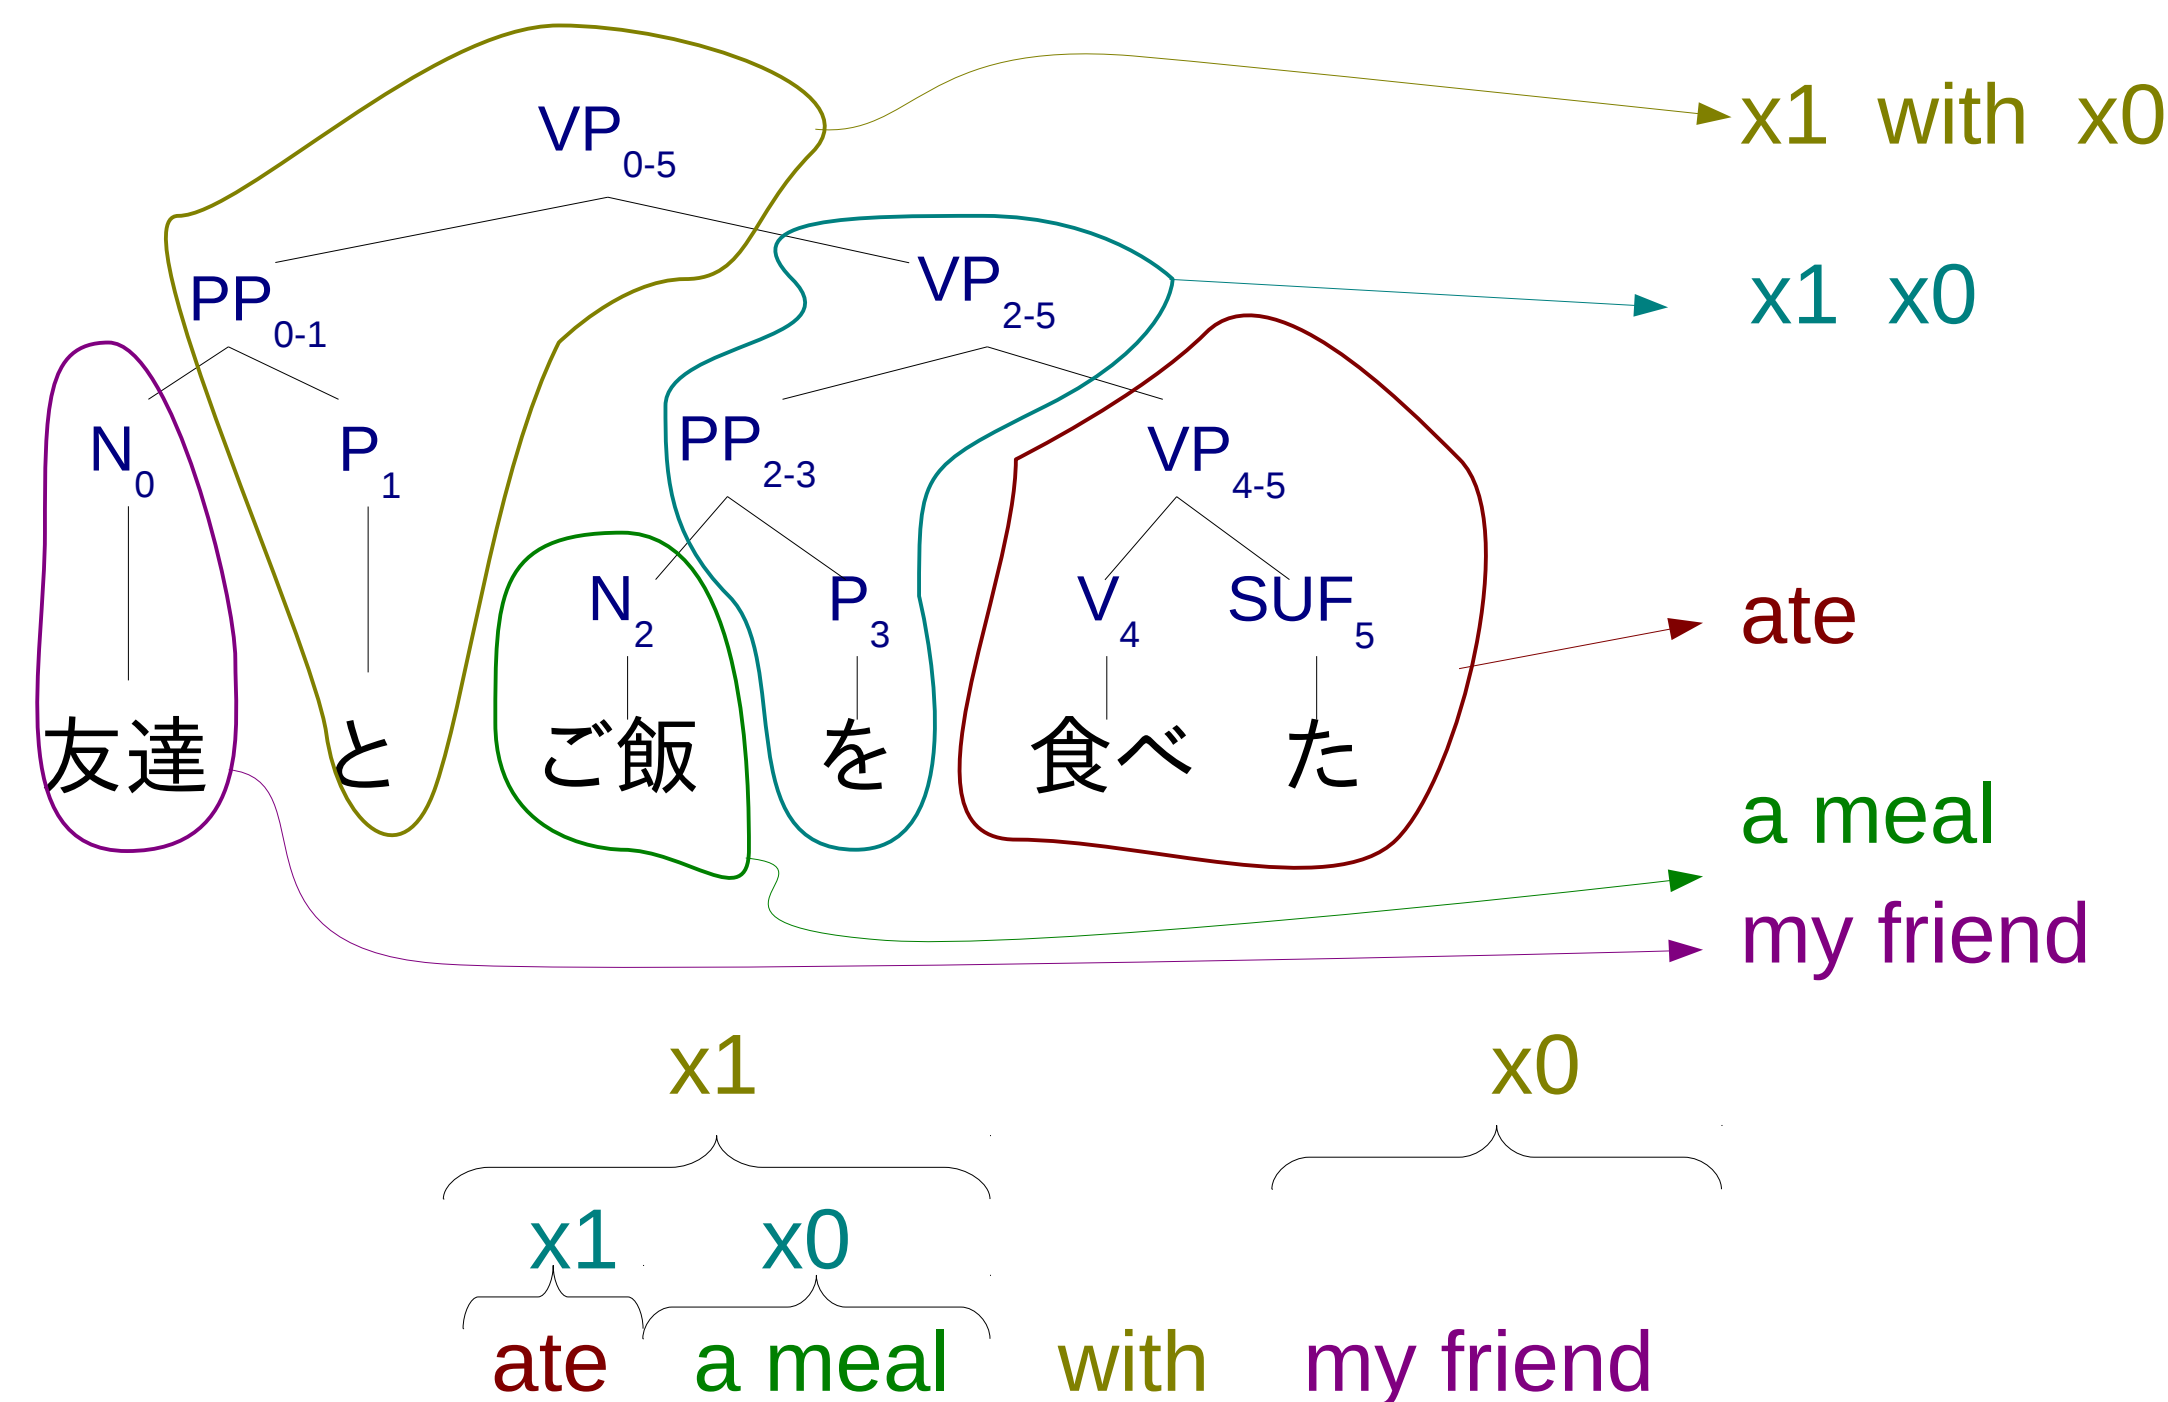 x1 with x0
VP0-5
x1 x0
VP2-5
PP0-1
N0 P1 PP2-3 VP4-5
N2 P3 V4 SUF5
ate
友達 と ご飯 を 食べ た
a meal
my friend
x1 x0
x1 x0
ate a meal with my friend